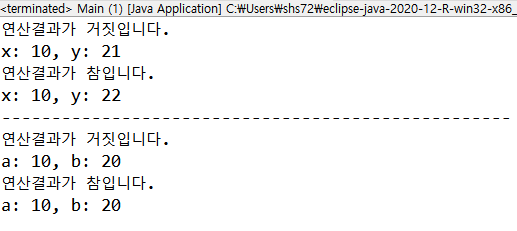 <terminated> Main (1) [Java Application] C:₩Users₩shs72₩eclipse-java-2020-12-R-win32-x86_
연산결과가 거짓입니다.
x: 10, y: 21
연산결과가 참입니다.
x: 10, y: 22
---------------------------------------------------
연산결과가 거짓입니다.
a: 10, b: 20
연산결과가 참입니다.
a: 10, b: 20